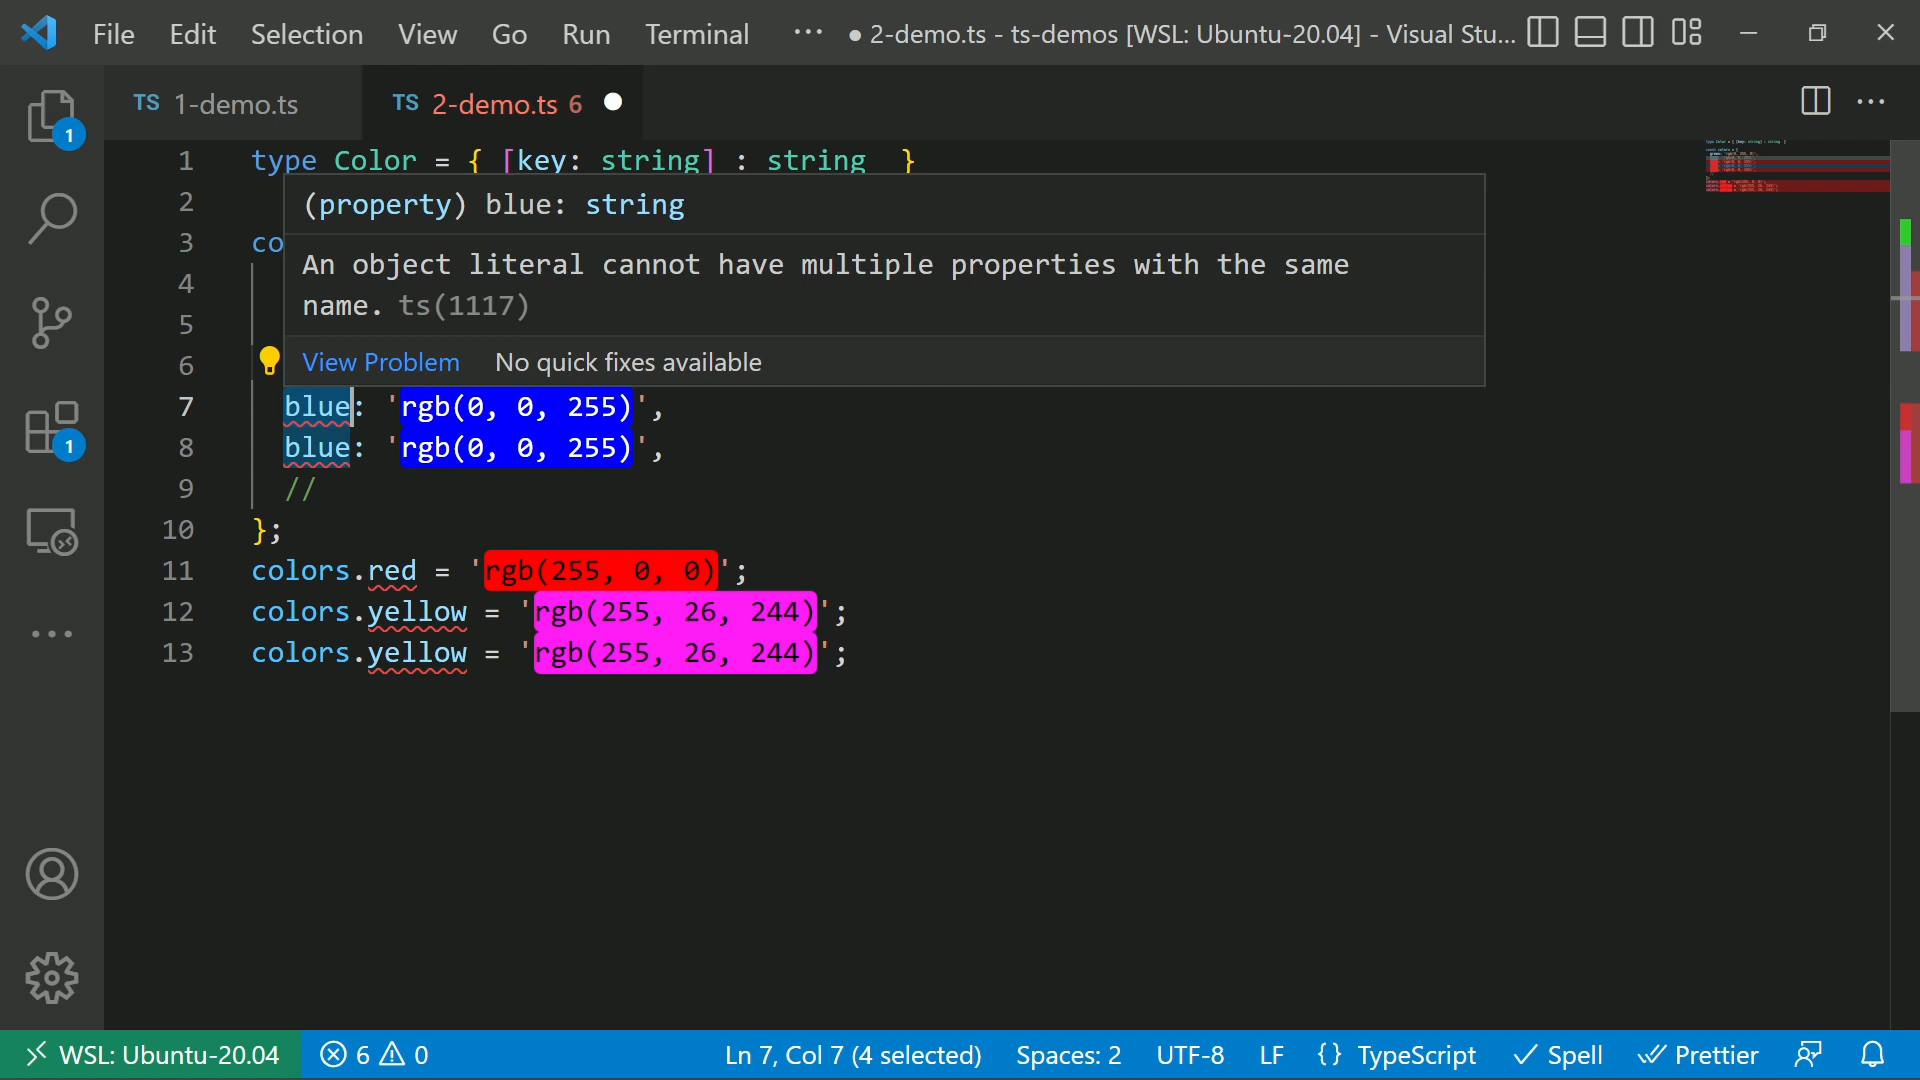 File Edit Selection View Go Run Terminal ··· ● 2-demo.ts - ts-demos [WSL: Ubuntu-20.04] - Visual Stu...
TS 1-demo.ts TS 2-demo.ts 6
1
1 type Color = { [key: string] : string }
2
(property) blue: string
3 co
An object literal cannot have multiple properties with the same
4
name. ts(1117)
5
6
View Problem No quick fixes available
7 blue: 'rgb(0, 0, 255)',
8 blue: 'rgb(0, 0, 255)',
1
9 //
10 };
11 colors.red = 'rgb(255, 0, 0)';
12 colors.yellow = 'rgb(255, 26, 244)';
13 colors.yellow = 'rgb(255, 26, 244)';
WSL: Ubuntu-20.04 6 0 Ln 7, Col 7 (4 selected) Spaces: 2 UTF-8 LF {} TypeScript Spell Prettier